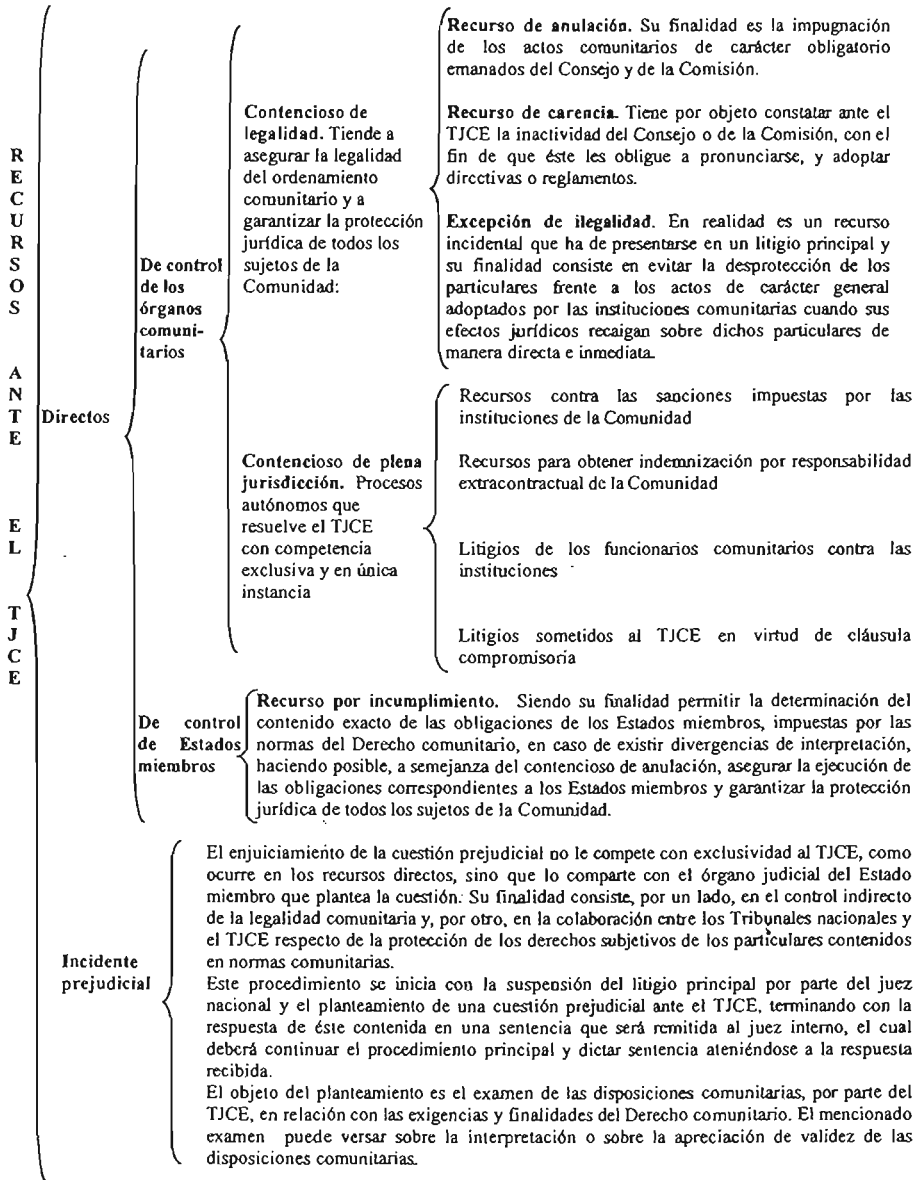 RECURSOS ANTE EL TJCE
Directos
De control
de los
órganos
comuni-
tarios
Contencioso de
legalidad. Tiende a
asegurar la legalidad
del ordenamiento
comunitario y a
garantizar la protección
jurídica de todos los
sujetos de la
Comunidad:
Recurso de anulación. Su finalidad es la impugnación
de los actos comunitarios de carácter obligatorio
emanados del Consejo y de la Comisión.
Recurso de carencia. Tiene por objeto constatar ante el
TJCE la inactividad del Consejo o de la Comisión, con el
fin de que éste les obligue a pronunciarse, y adoptar
directivas o reglamentos.
Excepción de ilegalidad. En realidad es un recurso
incidental que ha de presentarse en un litigio principal y
su finalidad consiste en evitar la desprotección de los
particulares frente a los actos de carácter general
adoptados por las instituciones comunitarias cuando sus
efectos jurídicos recaigan sobre dichos particulares de
manera directa e inmediata.
Contencioso de plena
jurisdicción. Procesos
autónomos que
resuelve el TJCE
con competencia
exclusiva y en única
instancia
Recursos contra las sanciones impuestas por las
instituciones de la Comunidad
Recursos para obtener indemnización por responsabilidad
extracontractual de la Comunidad
Litigios de los funcionarios comunitarios contra las
instituciones
Litigios sometidos al TJCE en virtud de cláusula
compromisoria
De control
de Estados
miembros
Recurso por incumplimiento. Siendo su finalidad permitir la determinación del
contenido exacto de las obligaciones de los Estados miembros, impuestas por las
normas del Derecho comunitario, en caso de existir divergencias de interpretación,
haciendo posible, a semejanza del contencioso de anulación, asegurar la ejecución de
las obligaciones correspondientes a los Estados miembros y garantizar la protección
jurídica de todos los sujetos de la Comunidad.
Incidente
prejudicial
El enjuiciamiento de la cuestión prejudicial no le compete con exclusividad al TJCE, como
ocurre en los recursos directos, sino que lo comparte con el órgano judicial del Estado
miembro que plantea la cuestión. Su finalidad consiste, por un lado, en el control indirecto
de la legalidad comunitaria y, por otro, en la colaboración entre los Tribunales nacionales y
el TJCE respecto de la protección de los derechos subjetivos de los particulares contenidos
en normas comunitarias.
Este procedimiento se inicia con la suspensión del litigio principal por parte del juez
nacional y el planteamiento de una cuestión prejudicial ante el TJCE, terminando con la
respuesta de éste contenida en una sentencia que será remitida al juez interno, el cual
deberá continuar el procedimiento principal y dictar sentencia ateniéndose a la respuesta
recibida.
El objeto del planteamiento es el examen de las disposiciones comunitarias, por parte del
TJCE, en relación con las exigencias y finalidades del Derecho comunitario. El mencionado
examen puede versar sobre la interpretación o sobre la apreciación de validez de las
disposiciones comunitarias.